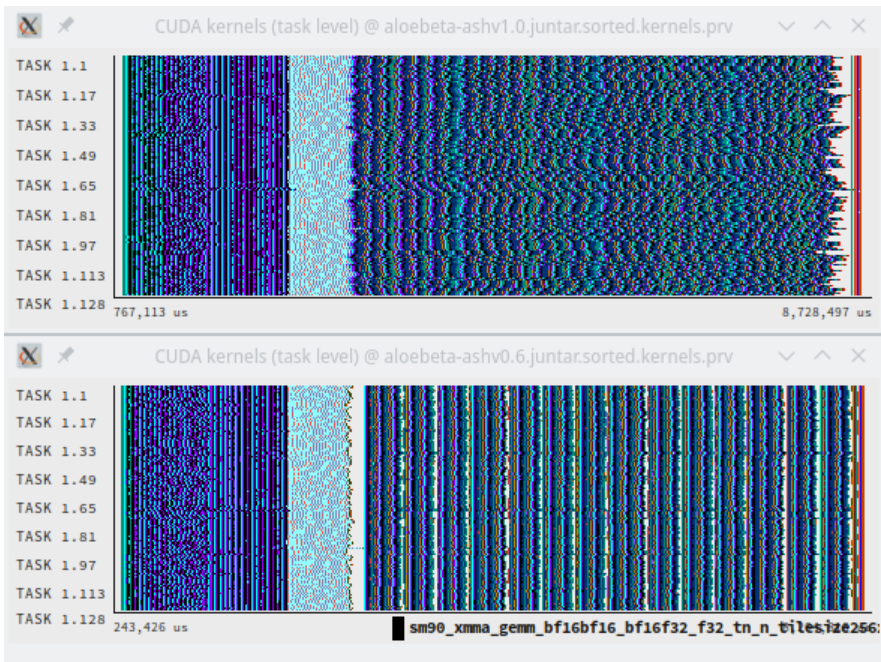 CUDA kernels (task level) @ aloebeta-ashv1.0.juntar.sorted.kernels.prv
TASK 1.1
TASK 1.17
TASK 1.33
TASK 1.49
TASK 1.65
TASK 1.81
TASK 1.97
TASK 1.113
TASK 1.128
767,113 us
8,728,497 us
CUDA kernels (task level) @ aloebeta-ashv0.6.juntar.sorted.kernels.prv
TASK 1.1
TASK 1.17
TASK 1.33
TASK 1.49
TASK 1.65
TASK 1.81
TASK 1.97
TASK 1.113
TASK 1.128
243,426 us
sm90_xmma_gemm_bf16bf16_bf16f32_f32_tn_n_tilesize256